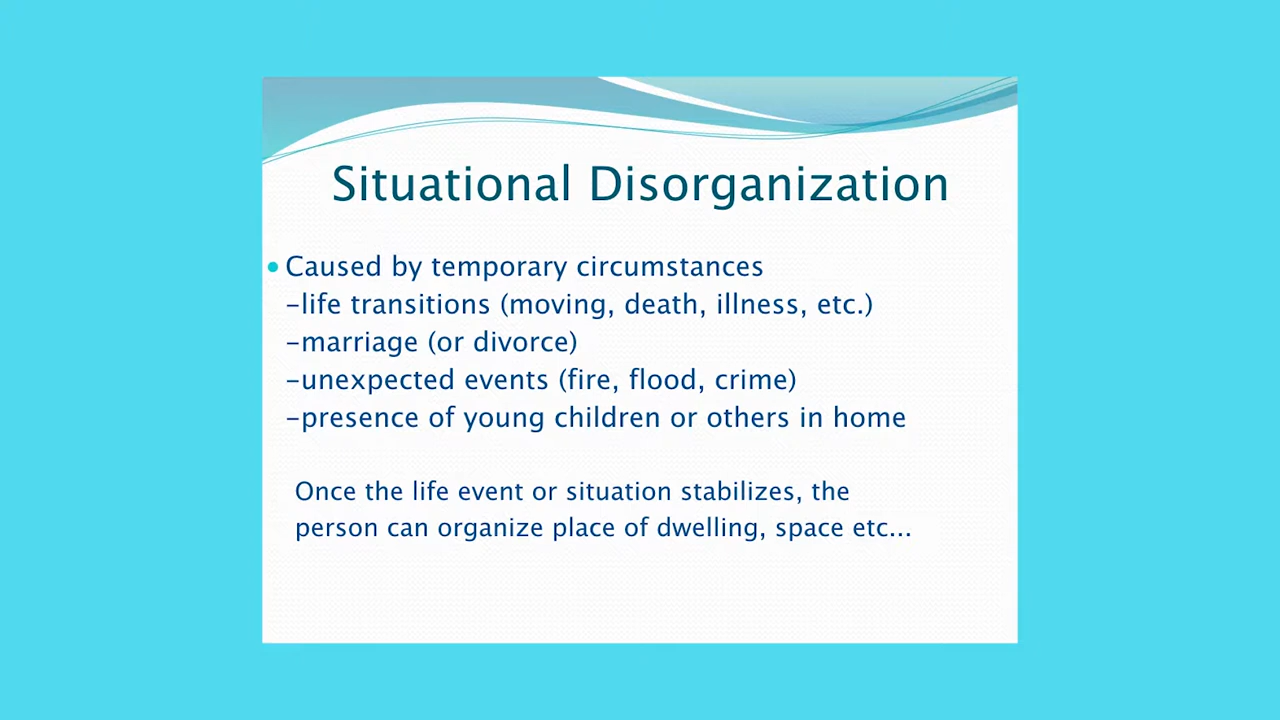 Situational Disorganization
• Caused by temporary circumstances
-life transitions (moving, death, illness, etc.)
-marriage (or divorce)
-unexpected events (fire, flood, crime)
-presence of young children or others in home
Once the life event or situation stabilizes, the
person can organize place of dwelling, space etc...